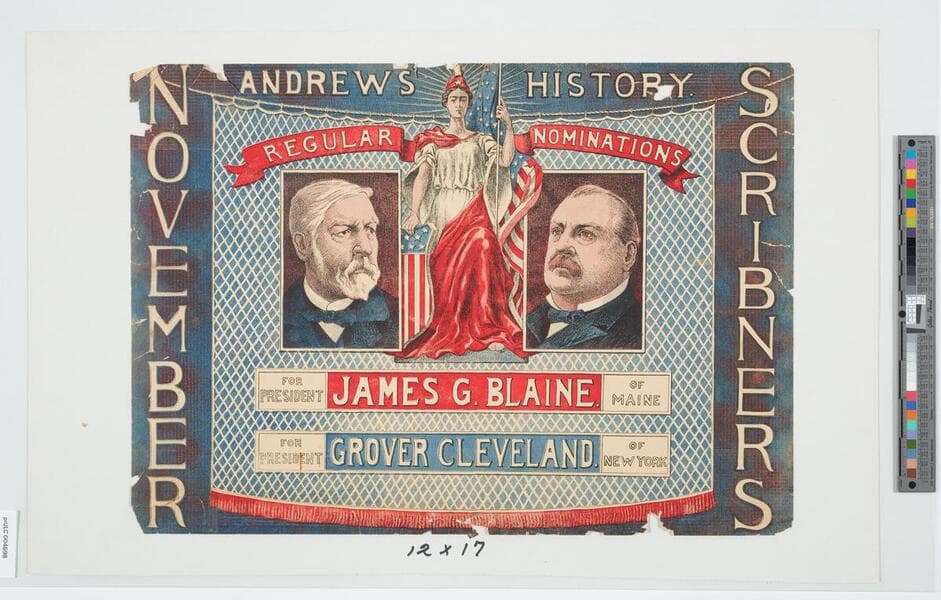 ANDREW'S HISTORY.
NOVEMBER
SCRIBNERS
REGULAR NOMINATIONS
FOR PRESIDENT JAMES G. BLAINE. OF MAINE
FOR PRESIDENT GROVER CLEVELAND. OF NEW YORK
12 x 17